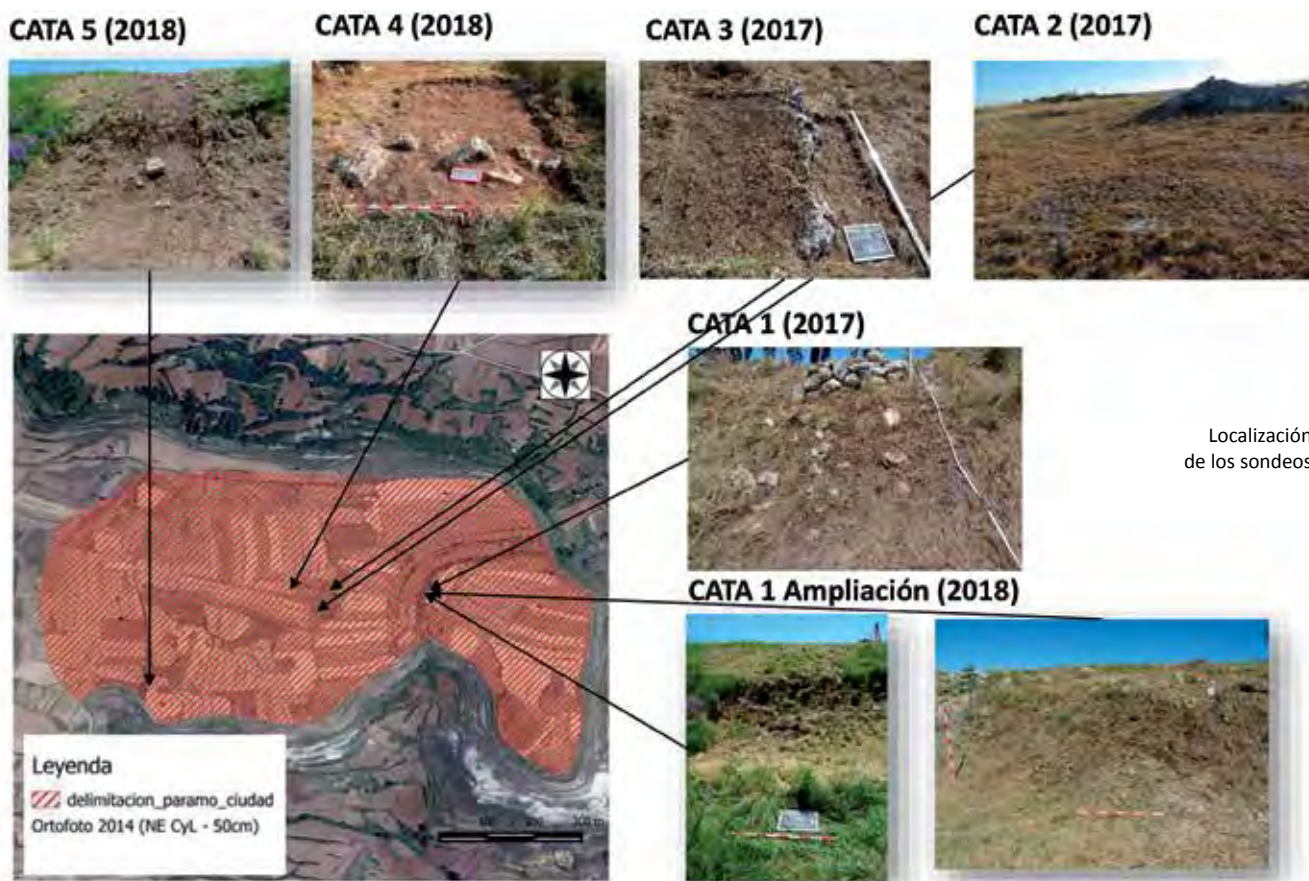 CATA 5 (2018)
CATA 4 (2018)
CATA 3 (2017)
CATA 2 (2017)
CATA 1 (2017)
Localización
de los sondeos
CATA 1 Ampliación (2018)
Leyenda
delimitacion_paramo_ciudad
Ortofoto 2014 (NE CyL - 50cm)